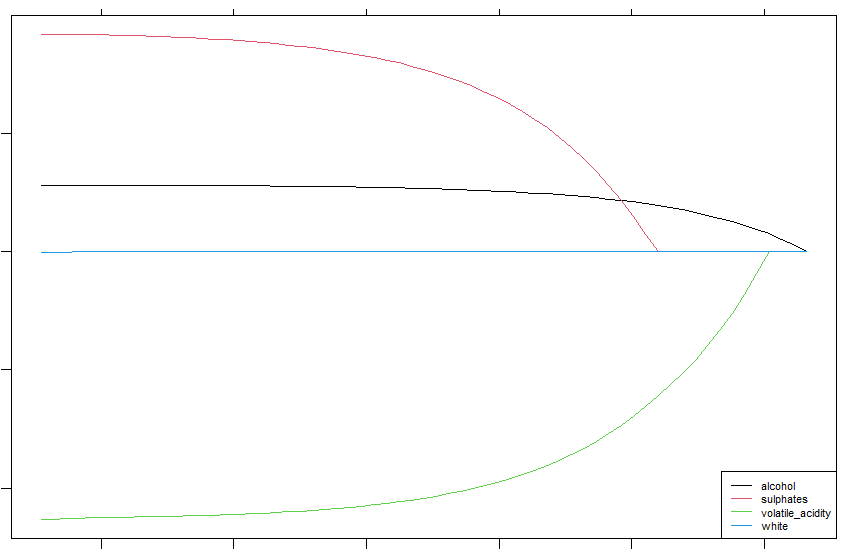 alcohol
sulphates
volatile_acidity
white